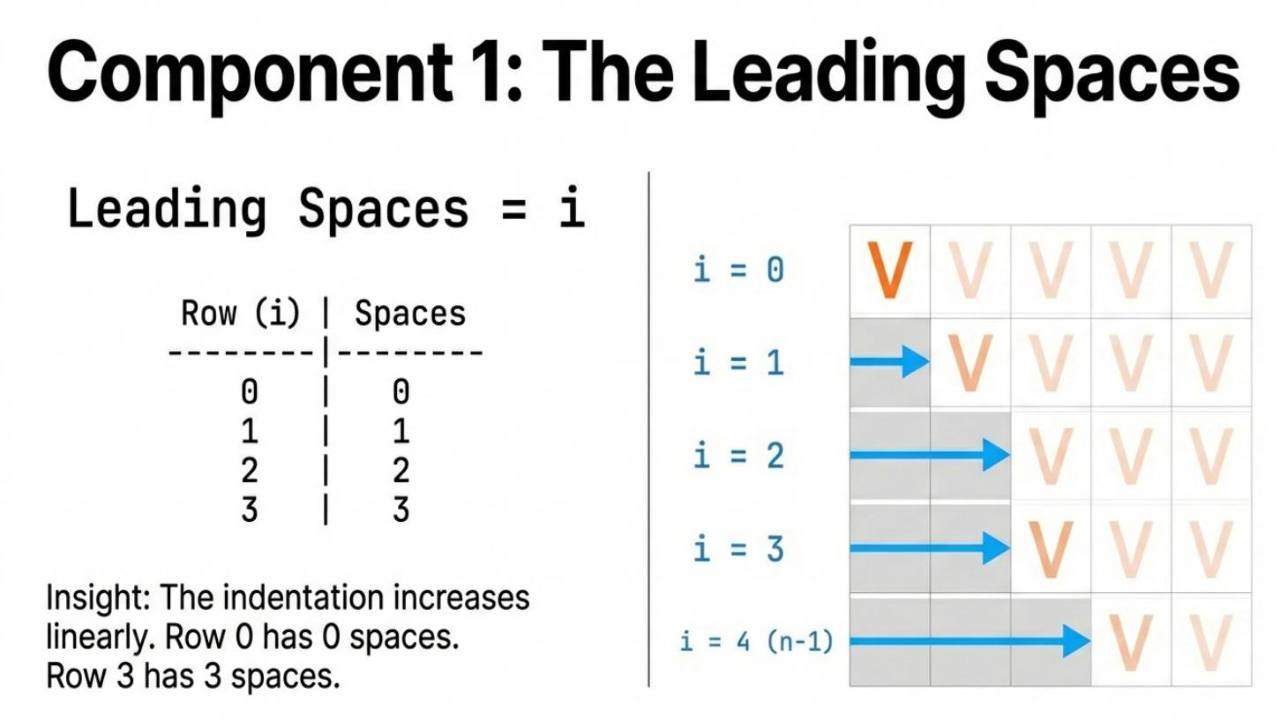 Component 1: The Leading Spaces
Leading Spaces = i
Row (i) | Spaces
--------|--------
0 | 0
1 | 1
2 | 2
3 | 3
Insight: The indentation increases
linearly. Row 0 has 0 spaces.
Row 3 has 3 spaces.
i = 0 V V V V V
i = 1 V V V V
i = 2 V V V
i = 3 V V V
i = 4 (n-1) V V